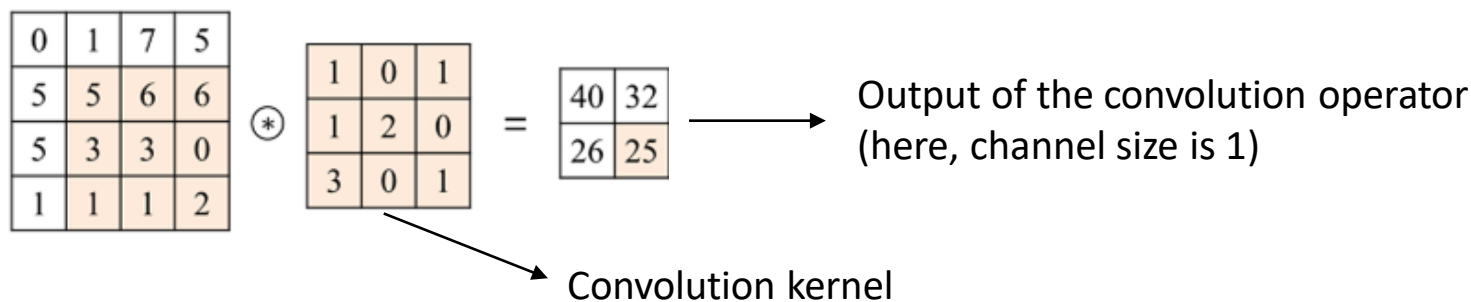 0 1 7 5
5 5 6 6
5 3 3 0
1 1 1 2
⊛
1 0 1
1 2 0
3 0 1
=
40 32
26 25
Output of the convolution operator
(here, channel size is 1)
Convolution kernel